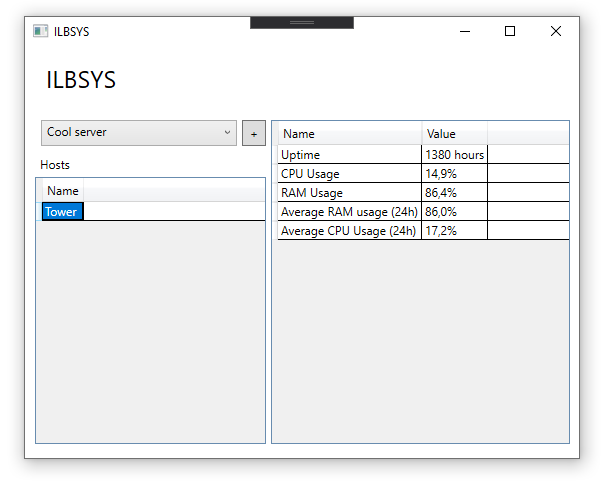 ILBSYS
ILBSYS
Cool server
+
Hosts
Name
Tower
Name Value
Uptime 1380 hours
CPU Usage 14,9%
RAM Usage 86,4%
Average RAM usage (24h) 86,0%
Average CPU Usage (24h) 17,2%